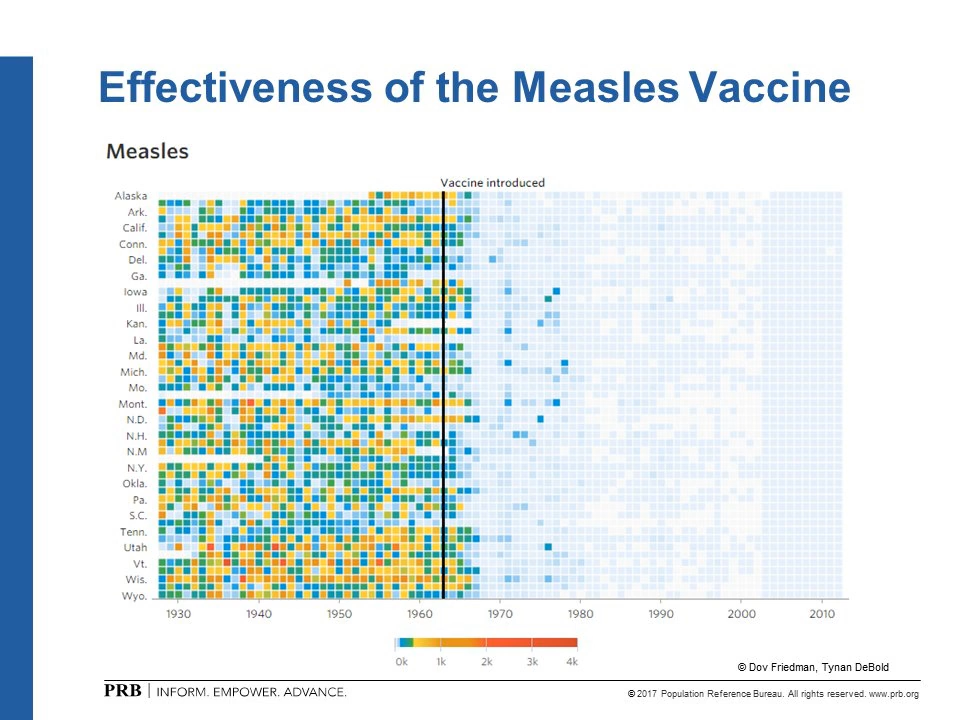 Effectiveness of the Measles Vaccine
Measles
Vaccine introduced
Alaska
Ark.
Calif.
Conn.
Del.
Ga.
Iowa
Ill.
Kan.
La.
Md.
Mich.
Mo.
Mont.
N.D.
N.H.
N.M
N.Y.
Okla.
Pa.
S.C.
Tenn.
Utah
Vt.
Wis.
Wyo.
1930 1940 1950 1960 1970 1980 1990 2000 2010
0k 1k 2k 3k 4k
© Dov Friedman, Tynan DeBold
PRB | INFORM. EMPOWER. ADVANCE.
© 2017 Population Reference Bureau. All rights reserved. www.prb.org